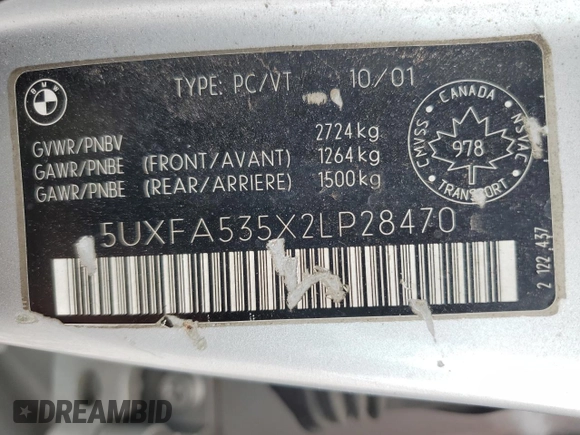 BMW
TYPE: PC/VT 10/01
GVWR/PNBV 2724kg
GAWR/PNBE (FRONT/AVANT) 1264kg
GAWR/PNBE (REAR/ARRIERE) 1500kg
CANADA
CMVSS
NSVAC
978
TRANSPORT
5UXFA535X2LP28470
2 122 437
DREAMBID